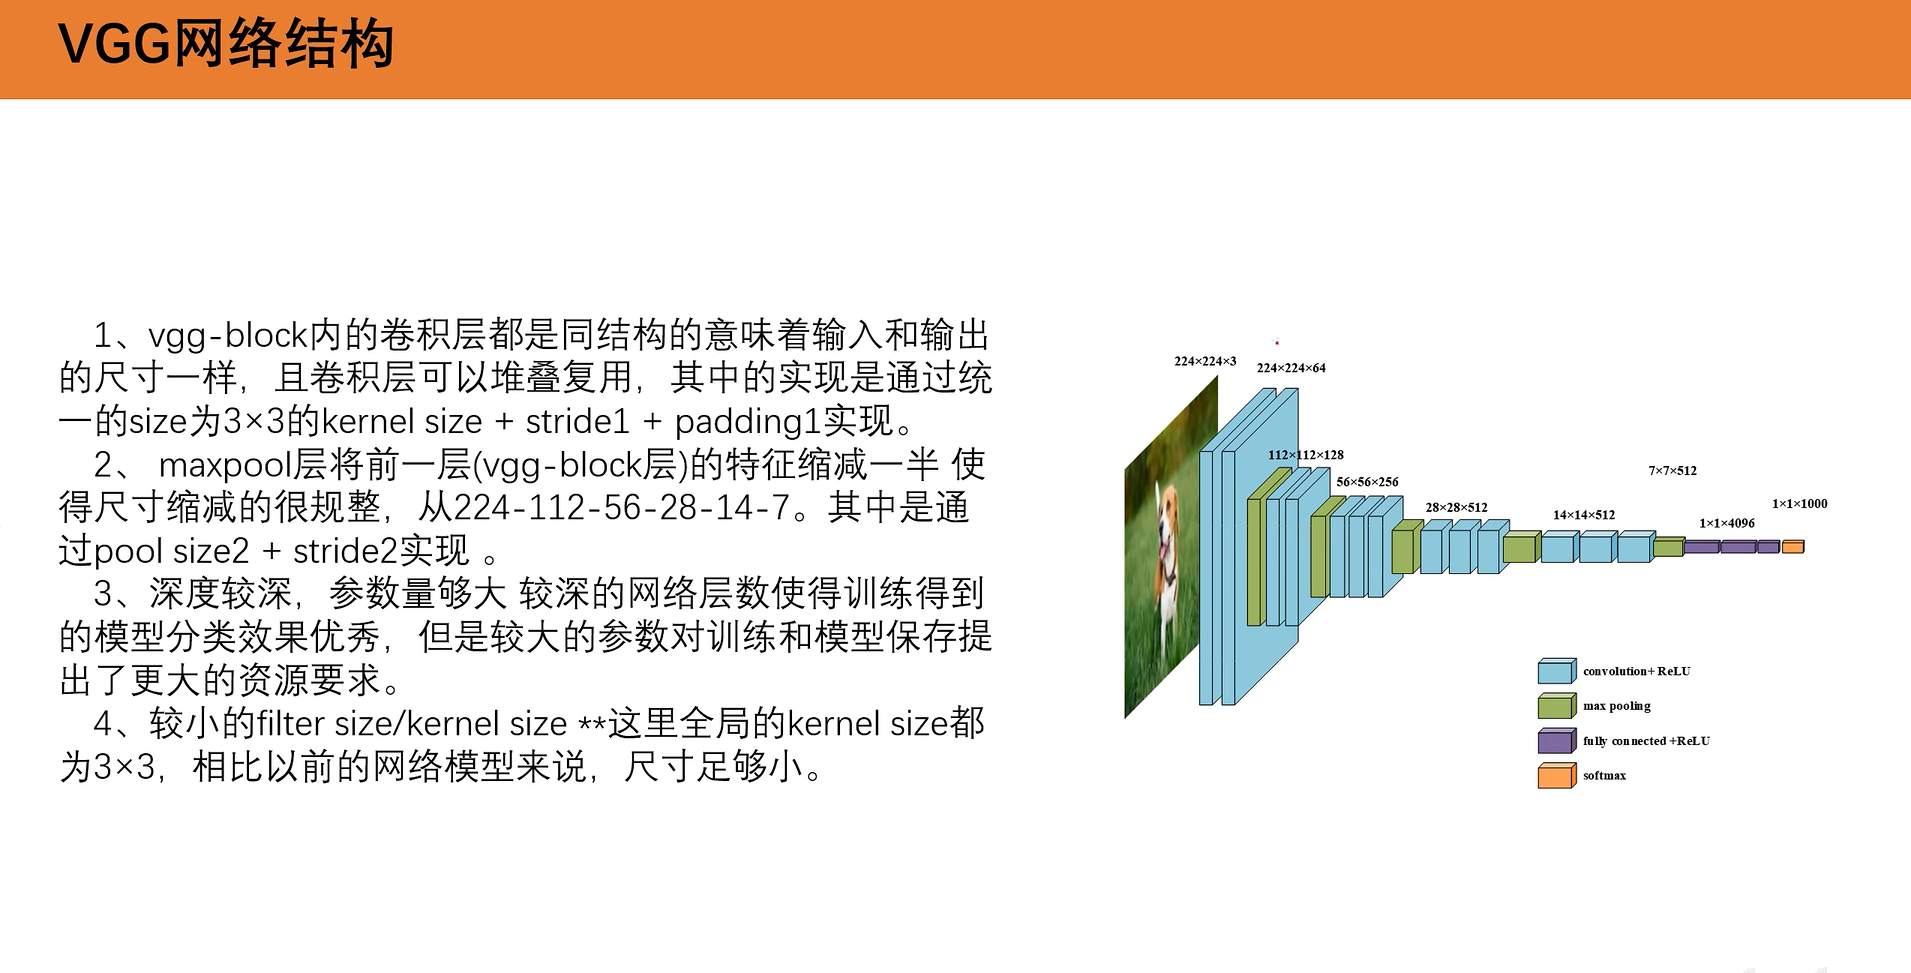 VGG网络结构
1、vgg-block内的卷积层都是同结构的意味着输入和输出
的尺寸一样，且卷积层可以堆叠复用，其中的实现是通过统
一的size为3×3的kernel size + stride1 + padding1实现。
2、 maxpool层将前一层(vgg-block层)的特征缩减一半 使
得尺寸缩减的很规整，从224-112-56-28-14-7。其中是通
过pool size2 + stride2实现 。
3、深度较深，参数量够大 较深的网络层数使得训练得到
的模型分类效果优秀，但是较大的参数对训练和模型保存提
出了更大的资源要求。
4、较小的filter size/kernel size **这里全局的kernel size都
为3×3，相比以前的网络模型来说，尺寸足够小。
224×224×3
224×224×64
112×112×128
56×56×256
28×28×512
14×14×512
7×7×512
1×1×4096
1×1×1000
convolution+ ReLU
max pooling
fully connected +ReLU
softmax